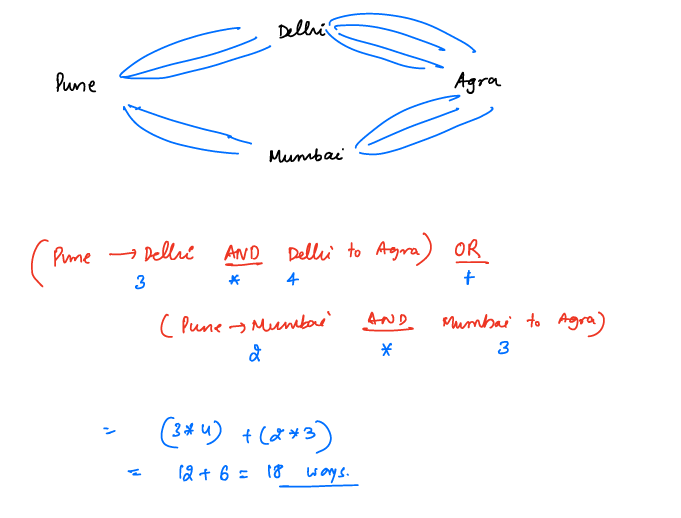 Delhi
Pune
Agra
Mumbai
(Pune → Delhi AND Delhi to Agra) OR
3 * 4 +
(Pune → Mumbai AND Mumbai to Agra)
2 * 3
= (3*4) + (2*3)
= 12 + 6 = 18 ways.